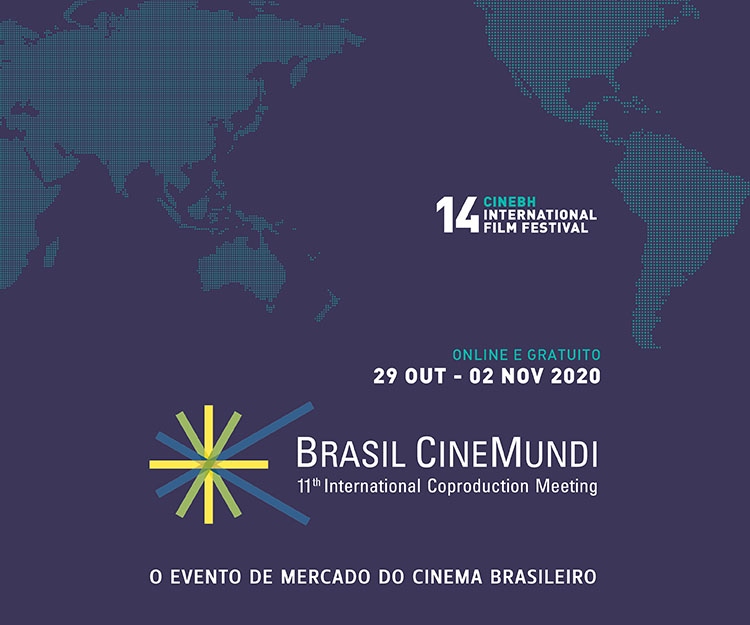 14 CINEBH
INTERNATIONAL
FILM FESTIVAL
ONLINE E GRATUITO
29 OUT - 02 NOV 2020
BRASIL CINEMUNDI
11th International Coproduction Meeting
O EVENTO DE MERCADO DO CINEMA BRASILEIRO